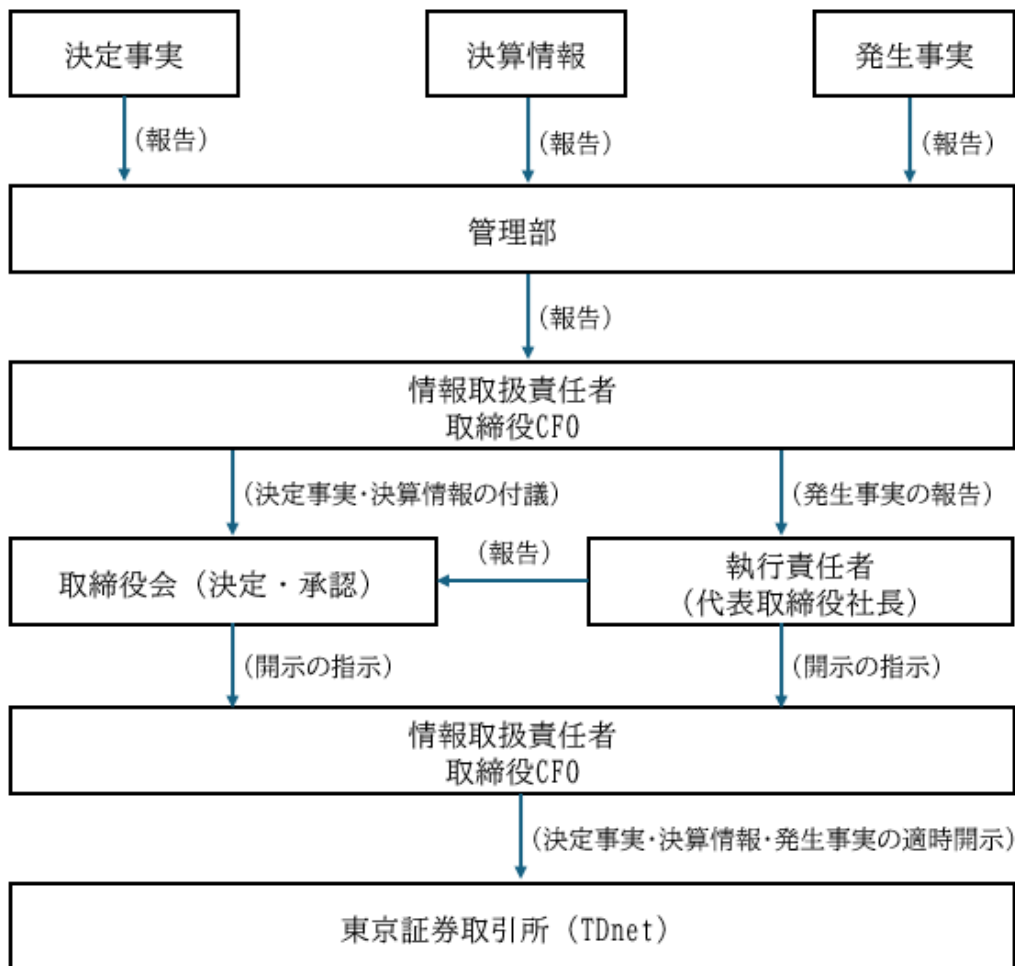 決定事実
決算情報
発生事実
(報告)
(報告)
(報告)
管理部
(報告)
情報取扱責任者
取締役CFO
(決定事実・決算情報の付議)
(発生事実の報告)
取締役会（決定・承認）
(報告)
執行責任者
（代表取締役社長）
(開示の指示)
(開示の指示)
情報取扱責任者
取締役CFO
(決定事実・決算情報・発生事実の適時開示)
東京証券取引所（TDnet）